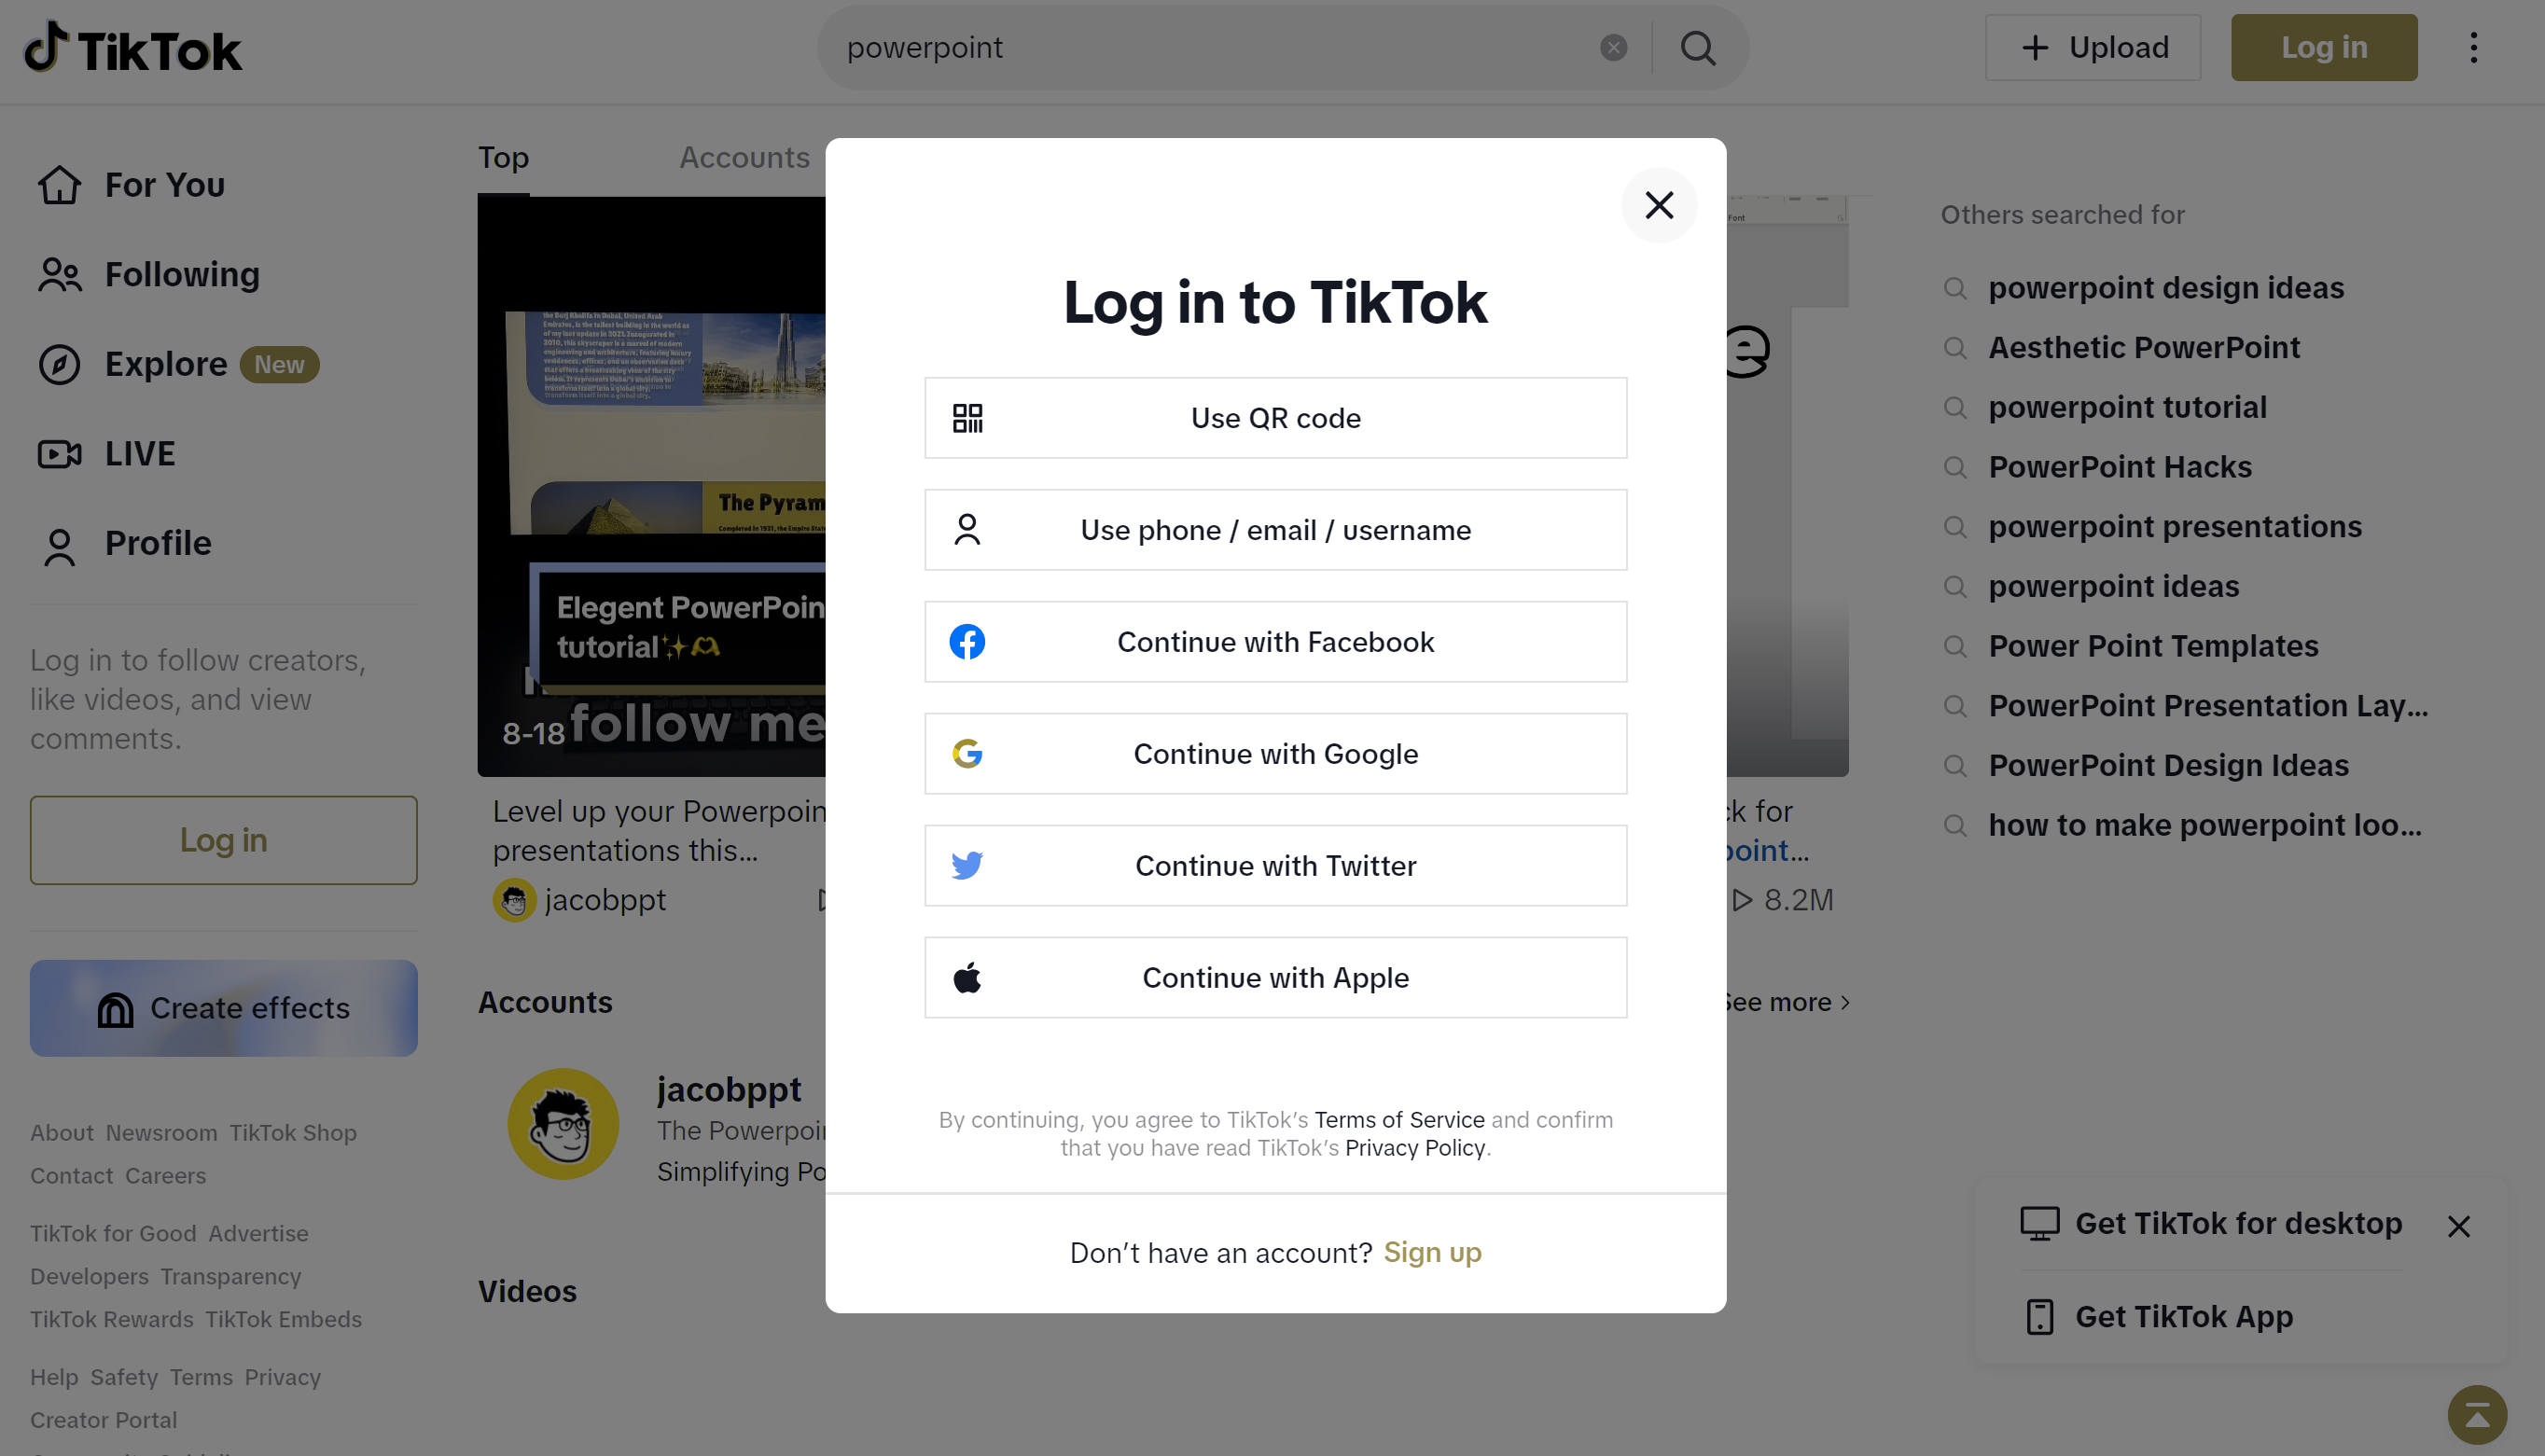 TikTok
powerpoint
Upload
Log in
For You
Following
Explore New
LIVE
Profile
Log in to follow creators,
like videos, and view
comments.
Log in
Create effects
About Newsroom TikTok Shop
Contact Careers
TikTok for Good Advertise
Developers Transparency
TikTok Rewards TikTok Embeds
Help Safety Terms Privacy
Creator Portal
Top Accounts
The Pyram
Elegent PowerPoin
tutorial✨🫶
8-18
follow me
Level up your Powerpoin
presentations this...
jacobppt
Accounts
jacobppt
The Powerpoin
Simplifying Po
Videos
Log in to TikTok
Use QR code
Use phone / email / username
Continue with Facebook
Continue with Google
Continue with Twitter
Continue with Apple
By continuing, you agree to TikTok’s Terms of Service and confirm
that you have read TikTok’s Privacy Policy.
Don’t have an account? Sign up
Font
e
ck for
point...
8.2M
See more >
Others searched for
powerpoint design ideas
Aesthetic PowerPoint
powerpoint tutorial
PowerPoint Hacks
powerpoint presentations
powerpoint ideas
Power Point Templates
PowerPoint Presentation Lay...
PowerPoint Design Ideas
how to make powerpoint loo...
Get TikTok for desktop
Get TikTok App